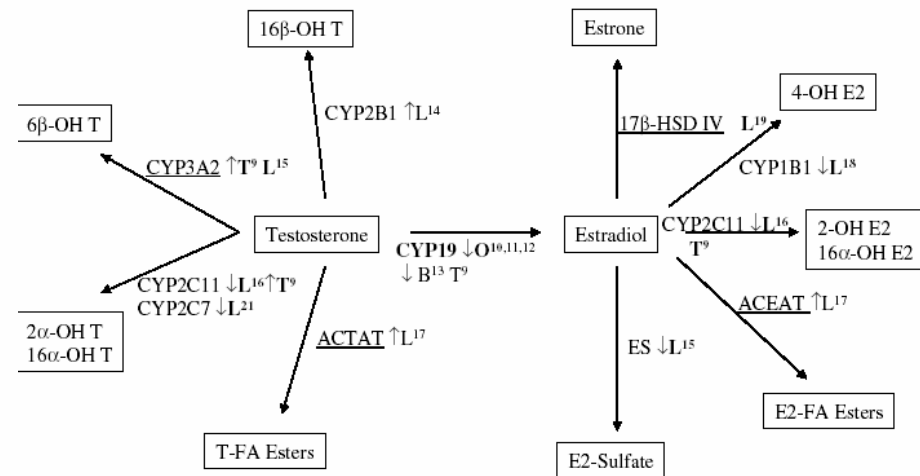 16β-OH T
Estrone
4-OH E2
6β-OH T
CYP2B1 ↑L¹⁴
17β-HSD IV L¹⁹
CYP3A2 ↑T⁹ L¹⁵
CYP1B1 ↓L¹⁸
Testosterone
Estradiol
CYP2C11 ↓L¹⁶
T⁹
2-OH E2
16α-OH E2
CYP19 ↓O¹⁰,¹¹,¹²
↓ B¹³ T⁹
CYP2C11 ↓L¹⁶↑T⁹
CYP2C7 ↓L²¹
2α-OH T
16α-OH T
ACTAT ↑L¹⁷
ES ↓L¹⁵
ACEAT ↑L¹⁷
T-FA Esters
E2-Sulfate
E2-FA Esters